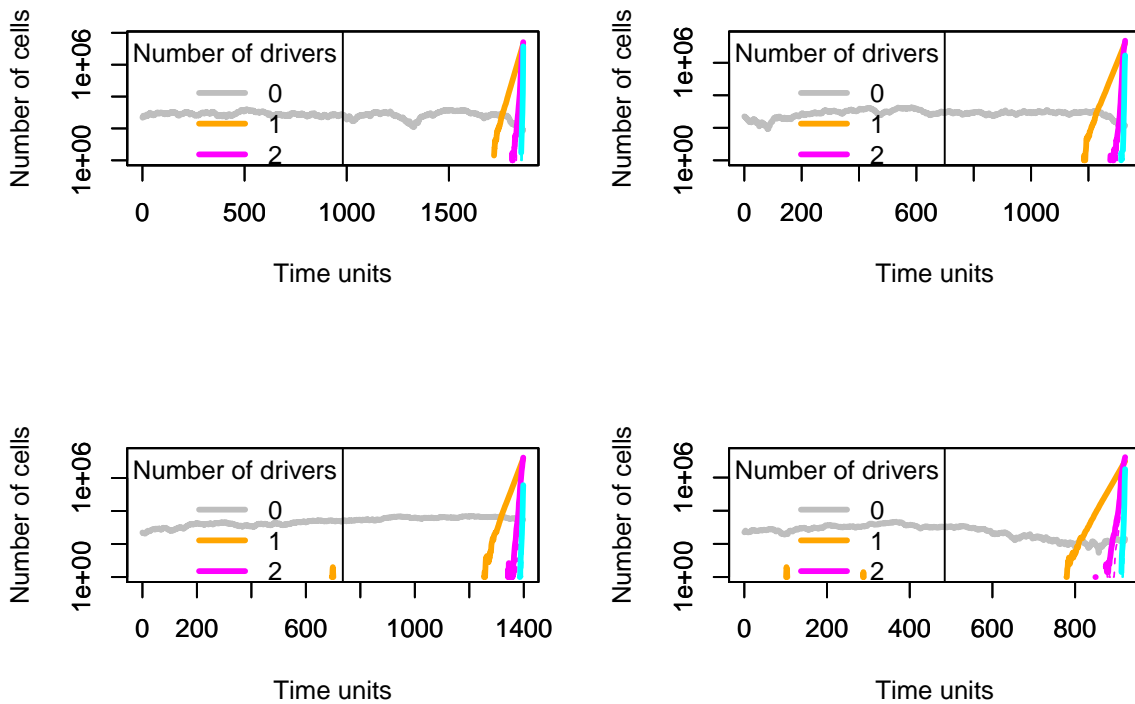 Number of cells
1e+06
1e+00
Number of drivers
0
1
2
0 500 1000 1500
Time units
Number of cells
1e+06
1e+00
Number of drivers
0
1
2
0 200 600 1000
Time units
Number of cells
1e+06
1e+00
Number of drivers
0
1
2
0 200 600 1000 1400
Time units
Number of cells
1e+06
1e+00
Number of drivers
0
1
2
0 200 400 600 800
Time units